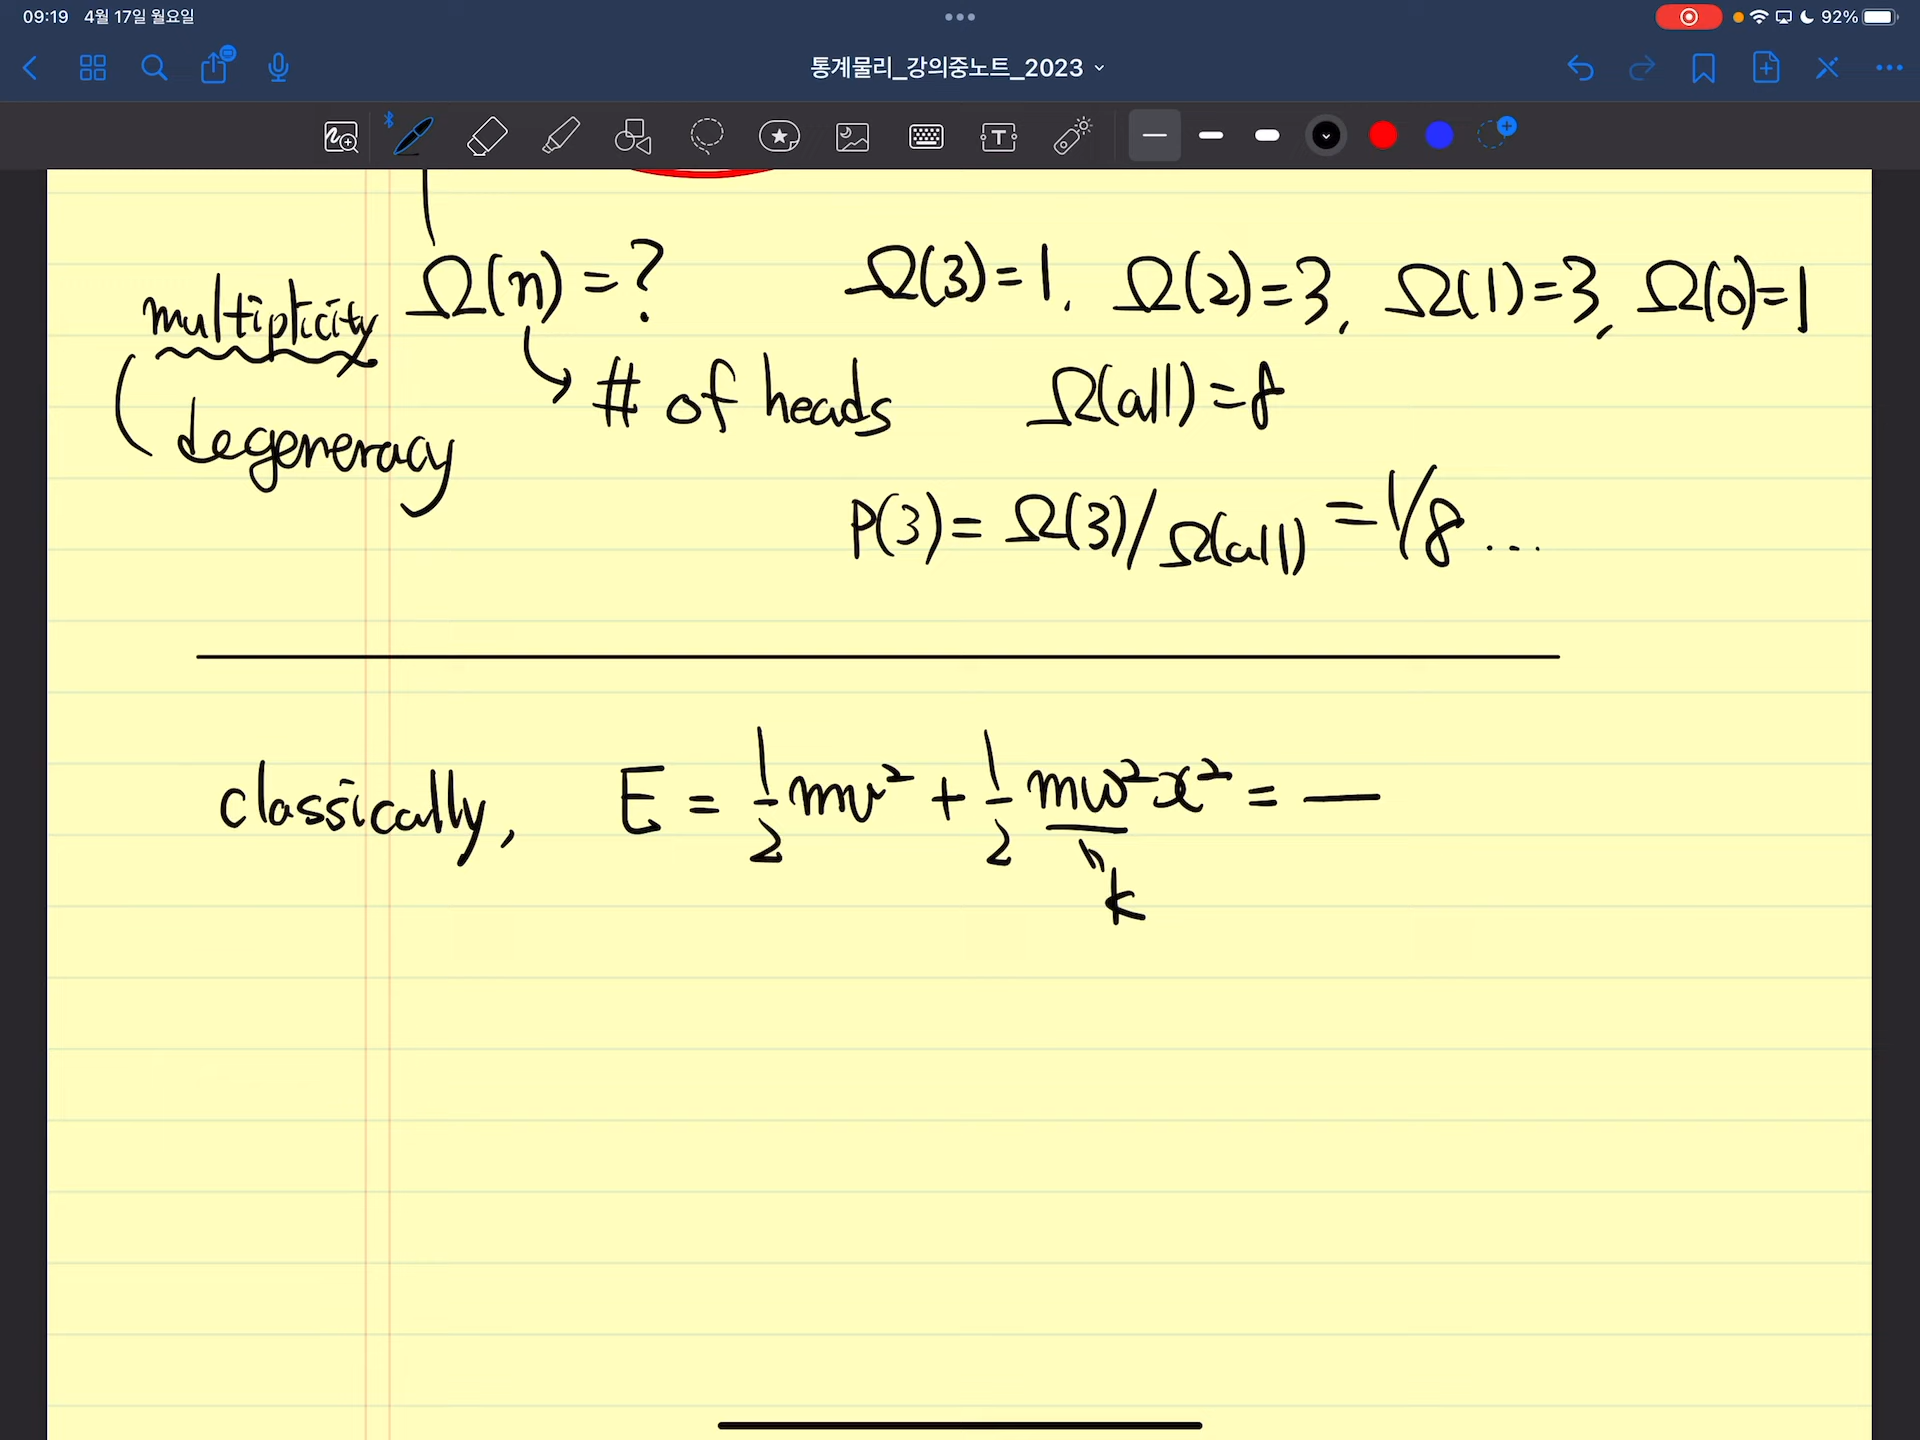 09:19 4월 17일 월요일
92%
통계물리_강의중노트_2023
Ω(n) = ? Ω(3)=1, Ω(2)=3, Ω(1)=3, Ω(0)=1
multiplicity
# of heads Ω(all)=8
degeneracy
P(3) = Ω(3)/Ω(all) = 1/8 ...
classically, E = 1/2 mv² + 1/2 mω²x² = —
k